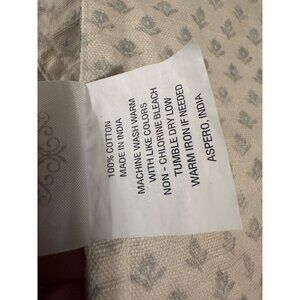 100% COTTON
MADE IN INDIA
MACHINE WASH WARM
WITH LIKE COLORS
NON - CHLORINE BLEACH
TUMBLE DRY LOW
WARM IRON IF NEEDED
ASPERO, INDIA